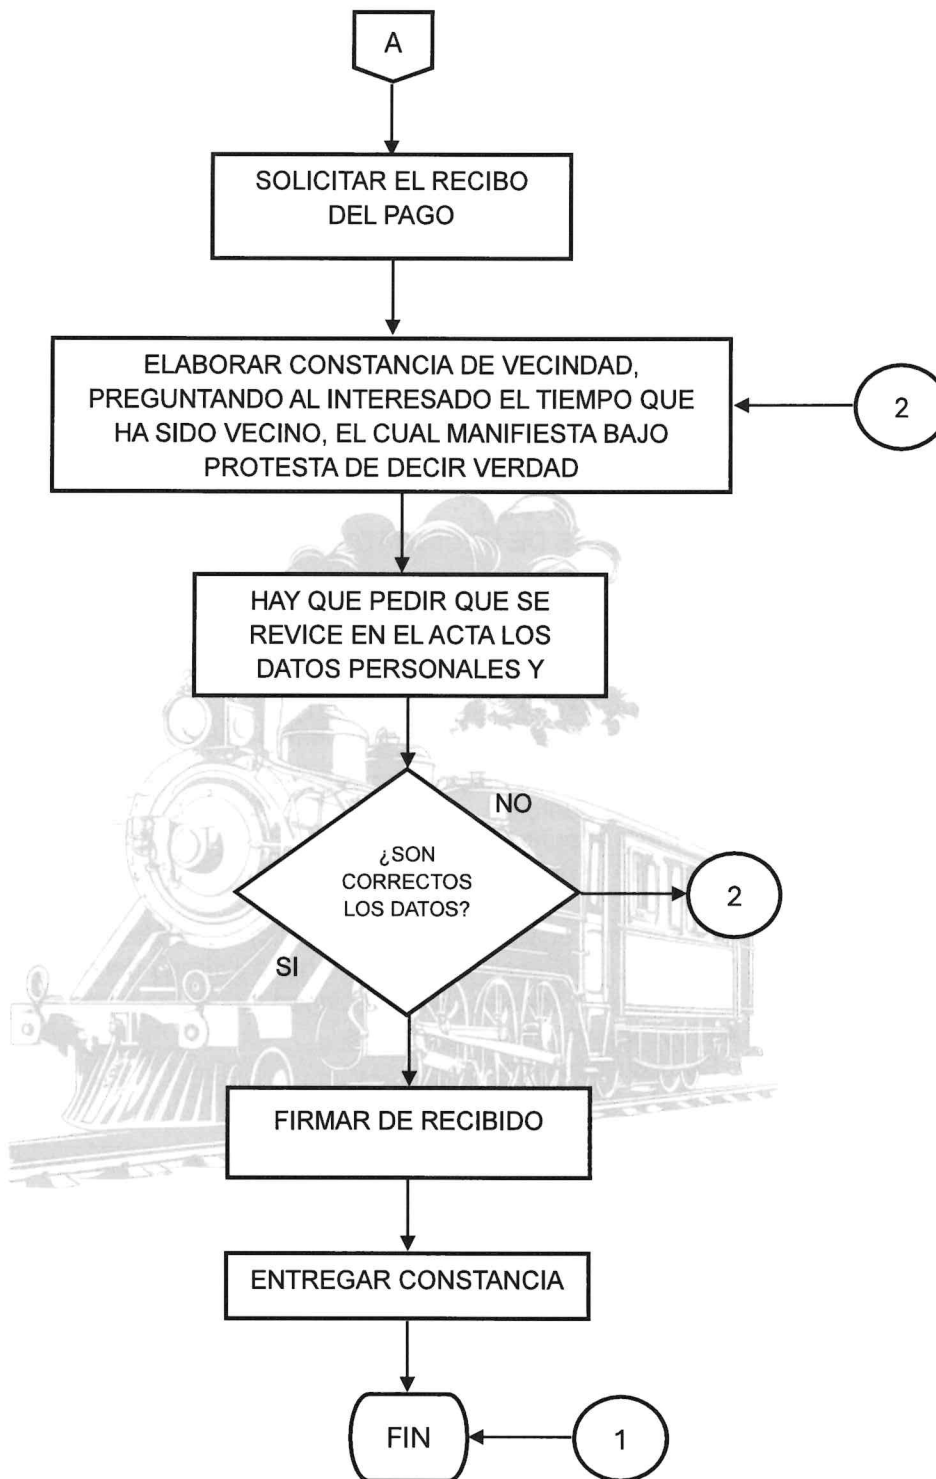 A
SOLICITAR EL RECIBO
DEL PAGO
ELABORAR CONSTANCIA DE VECINDAD,
PREGUNTANDO AL INTERESADO EL TIEMPO QUE
HA SIDO VECINO, EL CUAL MANIFIESTA BAJO
PROTESTA DE DECIR VERDAD
2
HAY QUE PEDIR QUE SE
REVICE EN EL ACTA LOS
DATOS PERSONALES Y
NO
¿SON
CORRECTOS
LOS DATOS?
2
SI
FIRMAR DE RECIBIDO
ENTREGAR CONSTANCIA
FIN
1